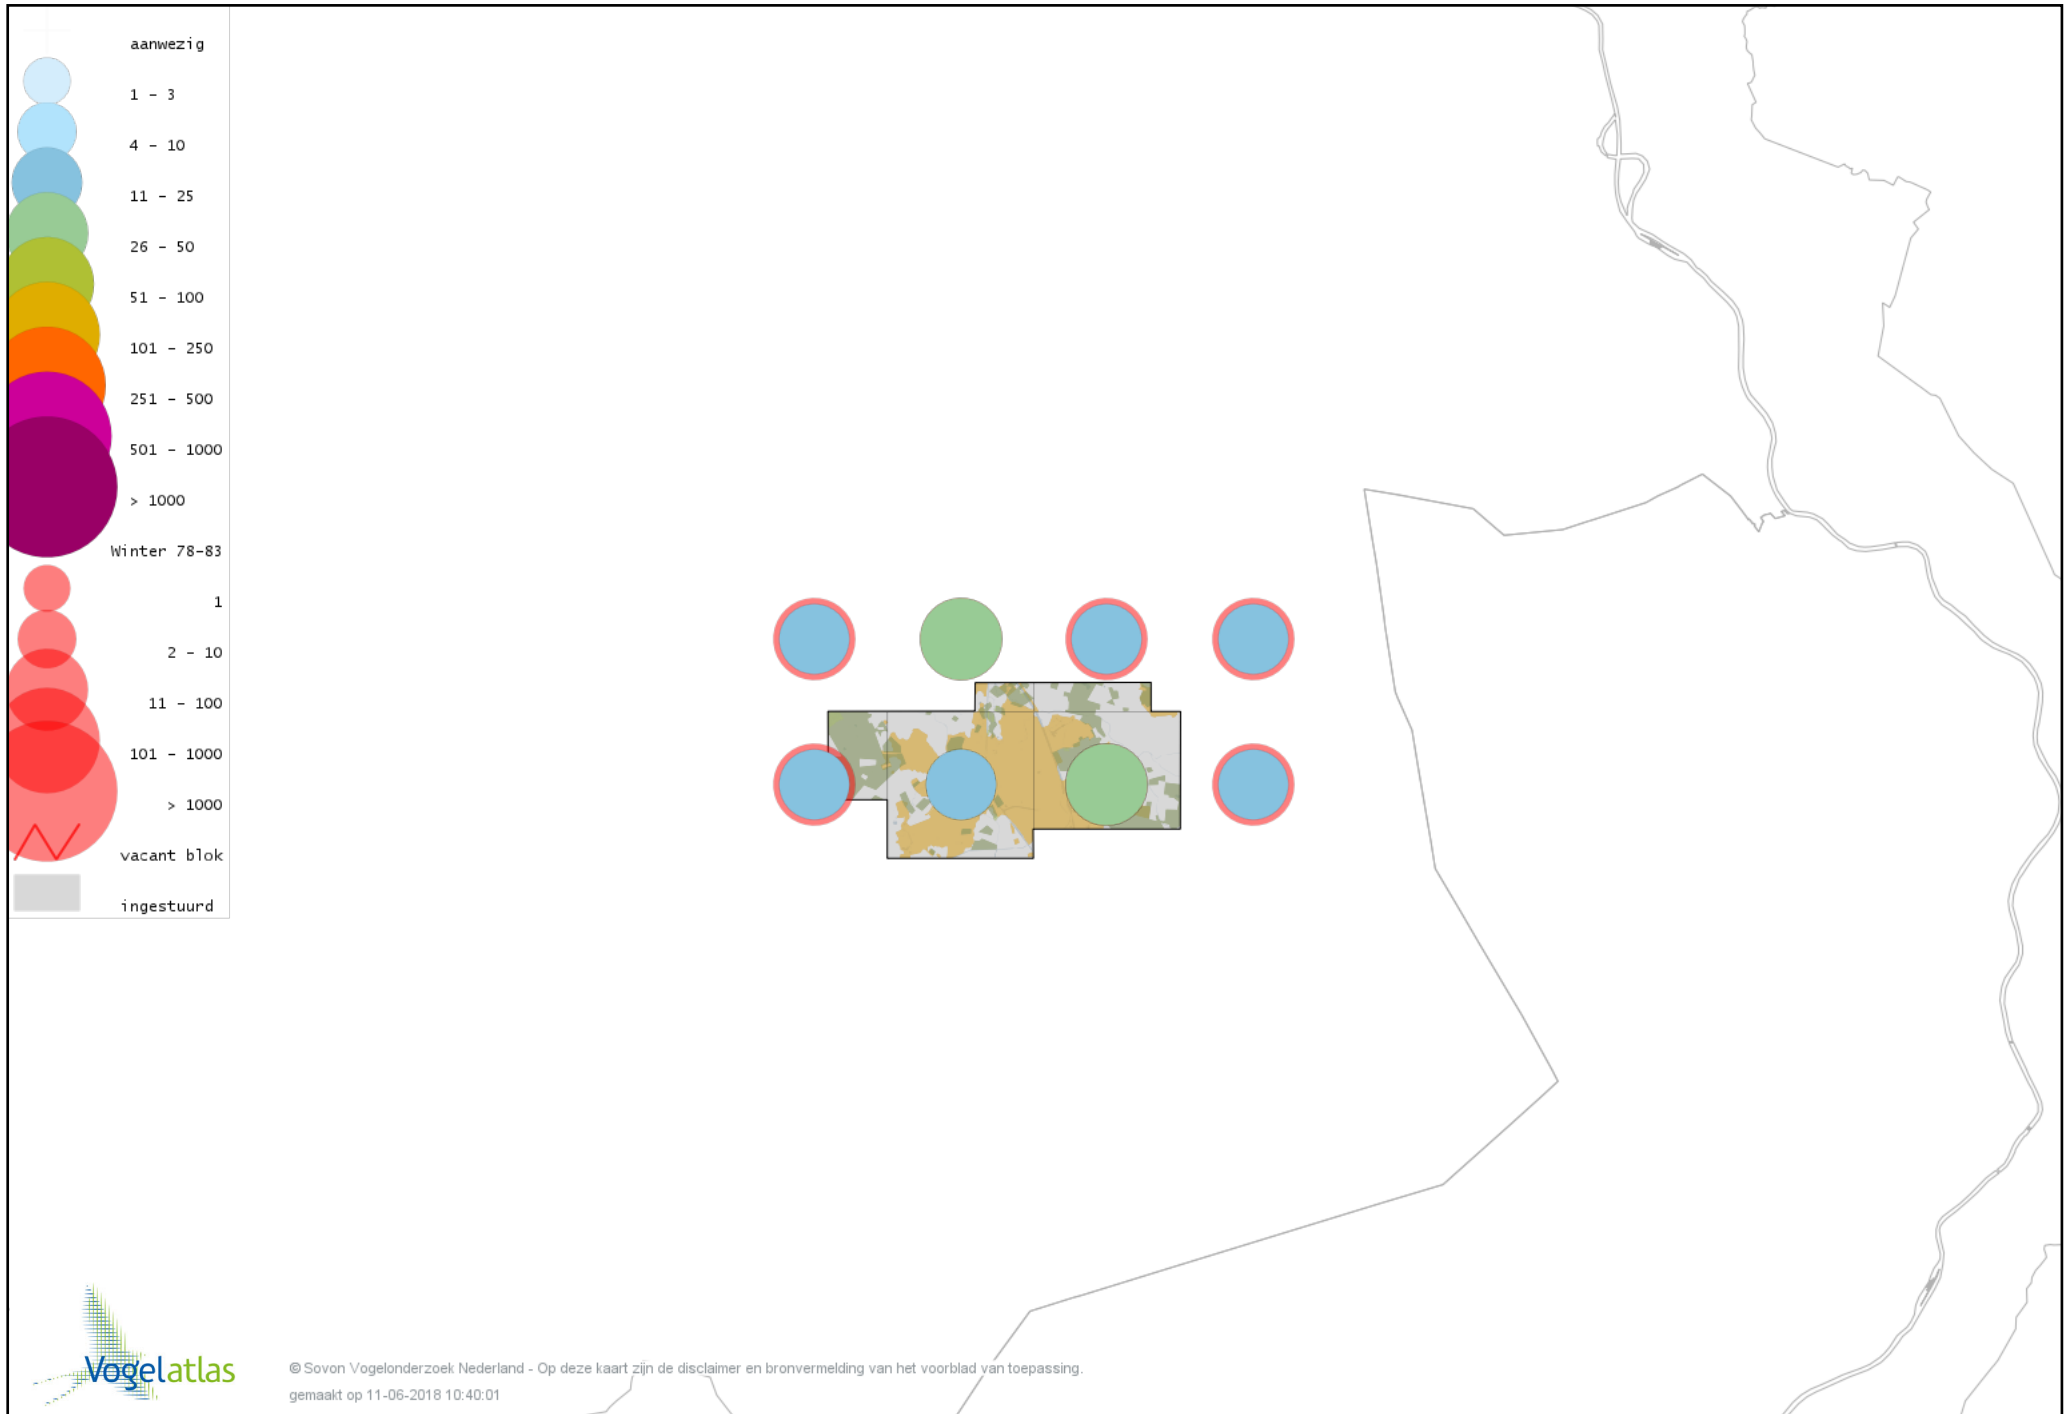 aanwezig
1 - 3
4 - 10
11 - 25
26 - 50
51 - 100
101 - 250
251 - 500
501 - 1000
> 1000
Winter 78-83
1
2 - 10
11 - 100
101 - 1000
> 1000
vacant blok
ingestuurd
Vogelatlas
© Sovon Vogelonderzoek Nederland - Op deze kaart zijn de disclaimer en bronvermelding van het voorblad van toepassing.
gemaakt op 11-06-2018 10:40:01